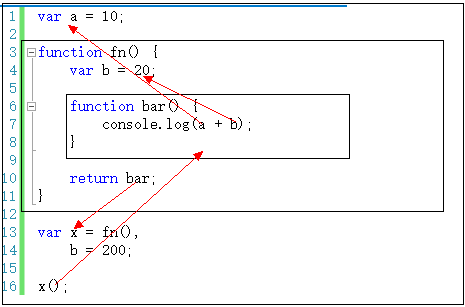 1 var a = 10;
2
3 function fn() {
4     var b = 20;
5
6     function bar() {
7         console.log(a + b);
8     }
9
10     return bar;
11 }
12
13 var x = fn(),
14     b = 200;
15
16 x();